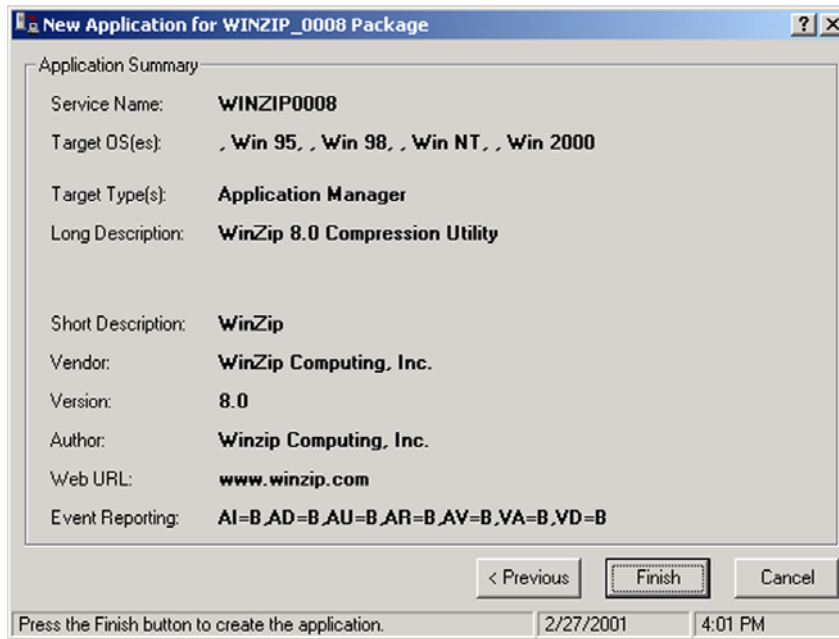 New Application for WINZIP_0008 Package
Application Summary
Service Name: WINZIP0008
Target OS(es): , Win 95, , Win 98, , Win NT, , Win 2000
Target Type(s): Application Manager
Long Description: WinZip 8.0 Compression Utility
Short Description: WinZip
Vendor: WinZip Computing, Inc.
Version: 8.0
Author: Winzip Computing, Inc.
Web URL: www.winzip.com
Event Reporting: AI=B,AD=B,AU=B,AR=B,AV=B,VA=B,VD=B
< Previous Finish Cancel
Press the Finish button to create the application. 2/27/2001 4:01 PM